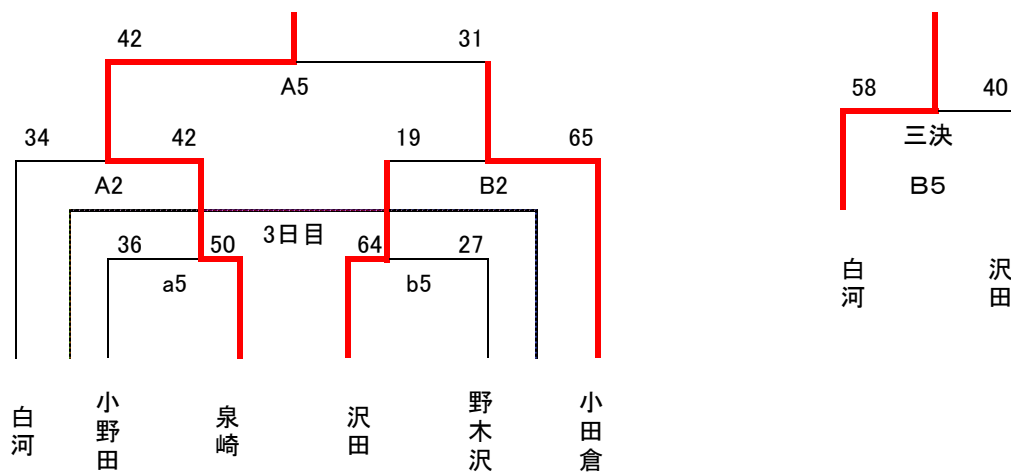 42 31
A5
58 40
三決
B5
34 42 19 65
A2 B2
3日目
36 50 64 27
a5 b5
白河
沢田
白河
小野田
泉崎
沢田
野木沢
小田倉